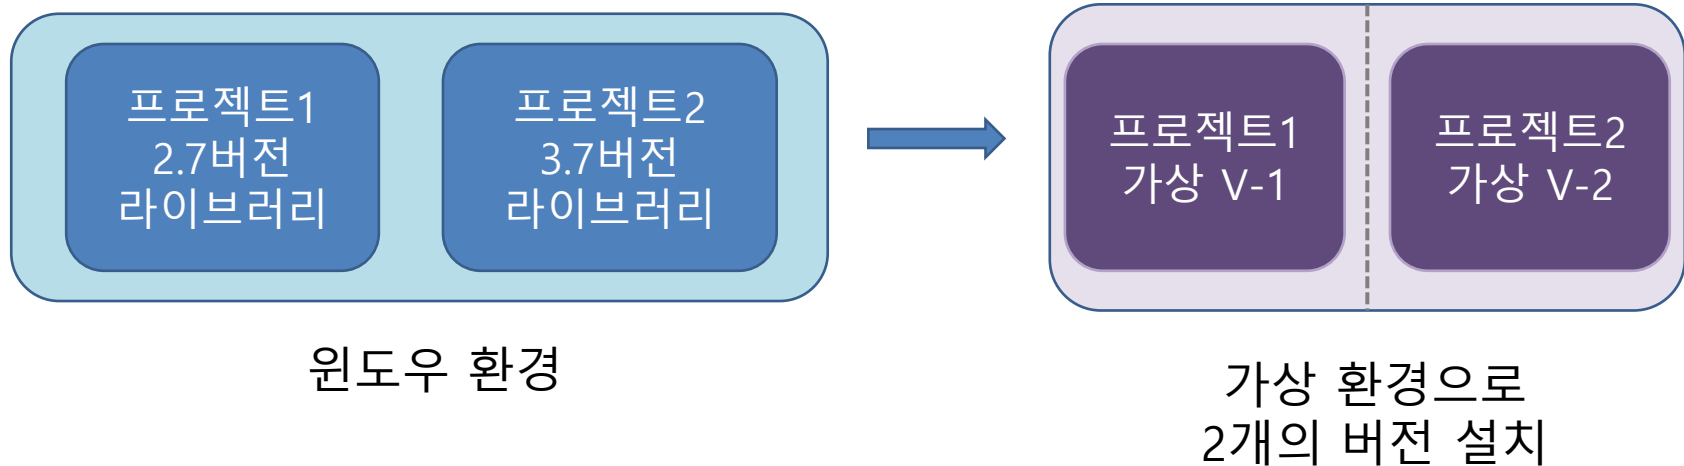 프로젝트1
2.7버전
라이브러리
프로젝트2
3.7버전
라이브러리
윈도우 환경
프로젝트1
가상 V-1
프로젝트2
가상 V-2
가상 환경으로
2개의 버전 설치